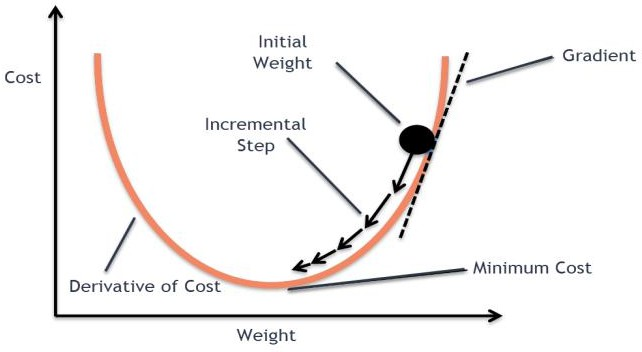 Initial
Weight
Gradient
Cost
Incremental
Step
Minimum Cost
Derivative of Cost
Weight